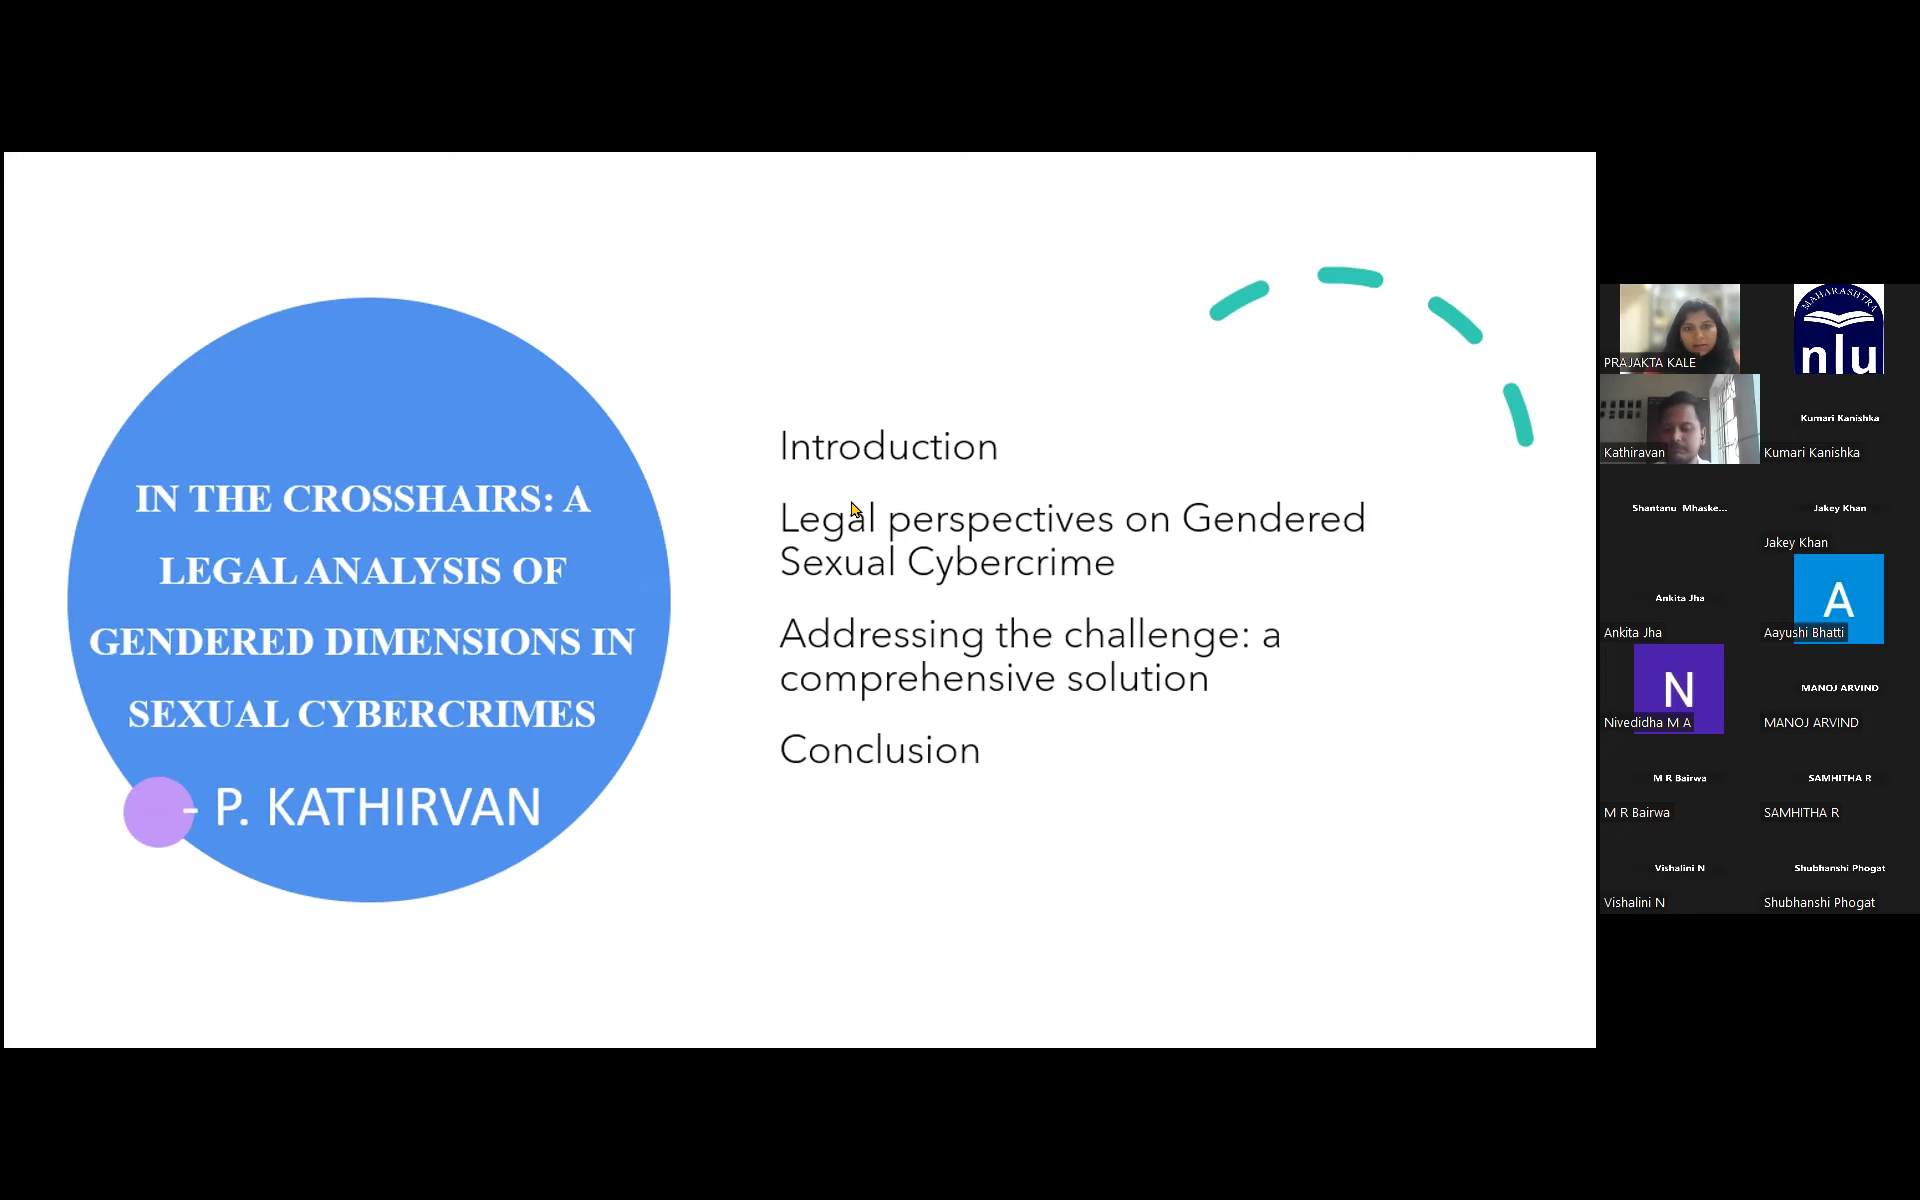 IN THE CROSSHAIRS: A
LEGAL ANALYSIS OF
GENDERED DIMENSIONS IN
SEXUAL CYBERCRIMES
- P. KATHIRVAN
Introduction
Legal perspectives on Gendered
Sexual Cybercrime
Addressing the challenge: a
comprehensive solution
Conclusion
PRAJAKTA KALE
MAHARASHTRA
nlu
Kathiravan
Kumari Kanishka
Kumari Kanishka
Shantanu Mhaske...
Jakey Khan
Jakey Khan
Ankita Jha
Ankita Jha
A
Aayushi Bhatti
N
Nivedidha M A
MANOJ ARVIND
MANOJ ARVIND
M R Bairwa
M R Bairwa
SAMHITHA R
SAMHITHA R
Vishalini N
Vishalini N
Shubhanshi Phogat
Shubhanshi Phogat